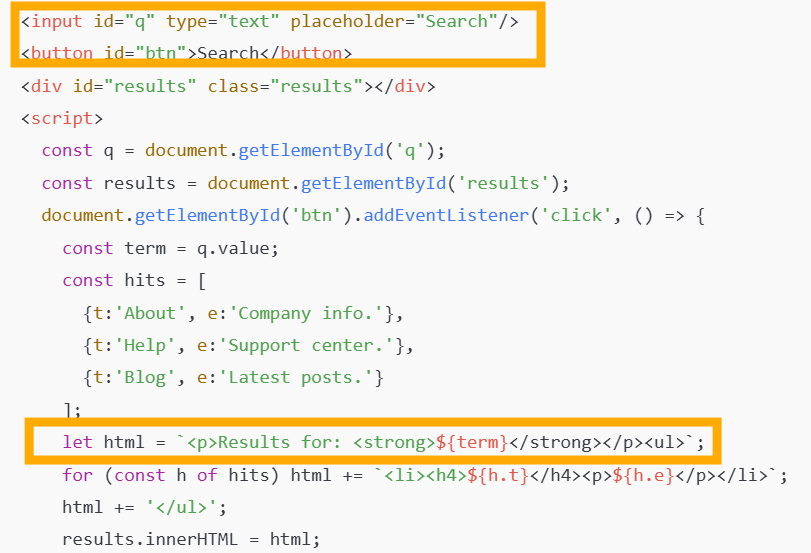 <input id="q" type="text" placeholder="Search"/>
<button id="btn">Search</button>
<div id="results" class="results"></div>
<script>
  const q = document.getElementById('q');
  const results = document.getElementById('results');
  document.getElementById('btn').addEventListener('click', () => {
    const term = q.value;
    const hits = [
      {t:'About', e:'Company info.'},
      {t:'Help', e:'Support center.'},
      {t:'Blog', e:'Latest posts.'}
    ];
    let html = `<p>Results for: <strong>${term}</strong></p><ul>`;
    for (const h of hits) html += `<li><h4>${h.t}</h4><p>${h.e}</p></li>`;
    html += '</ul>';
    results.innerHTML = html;